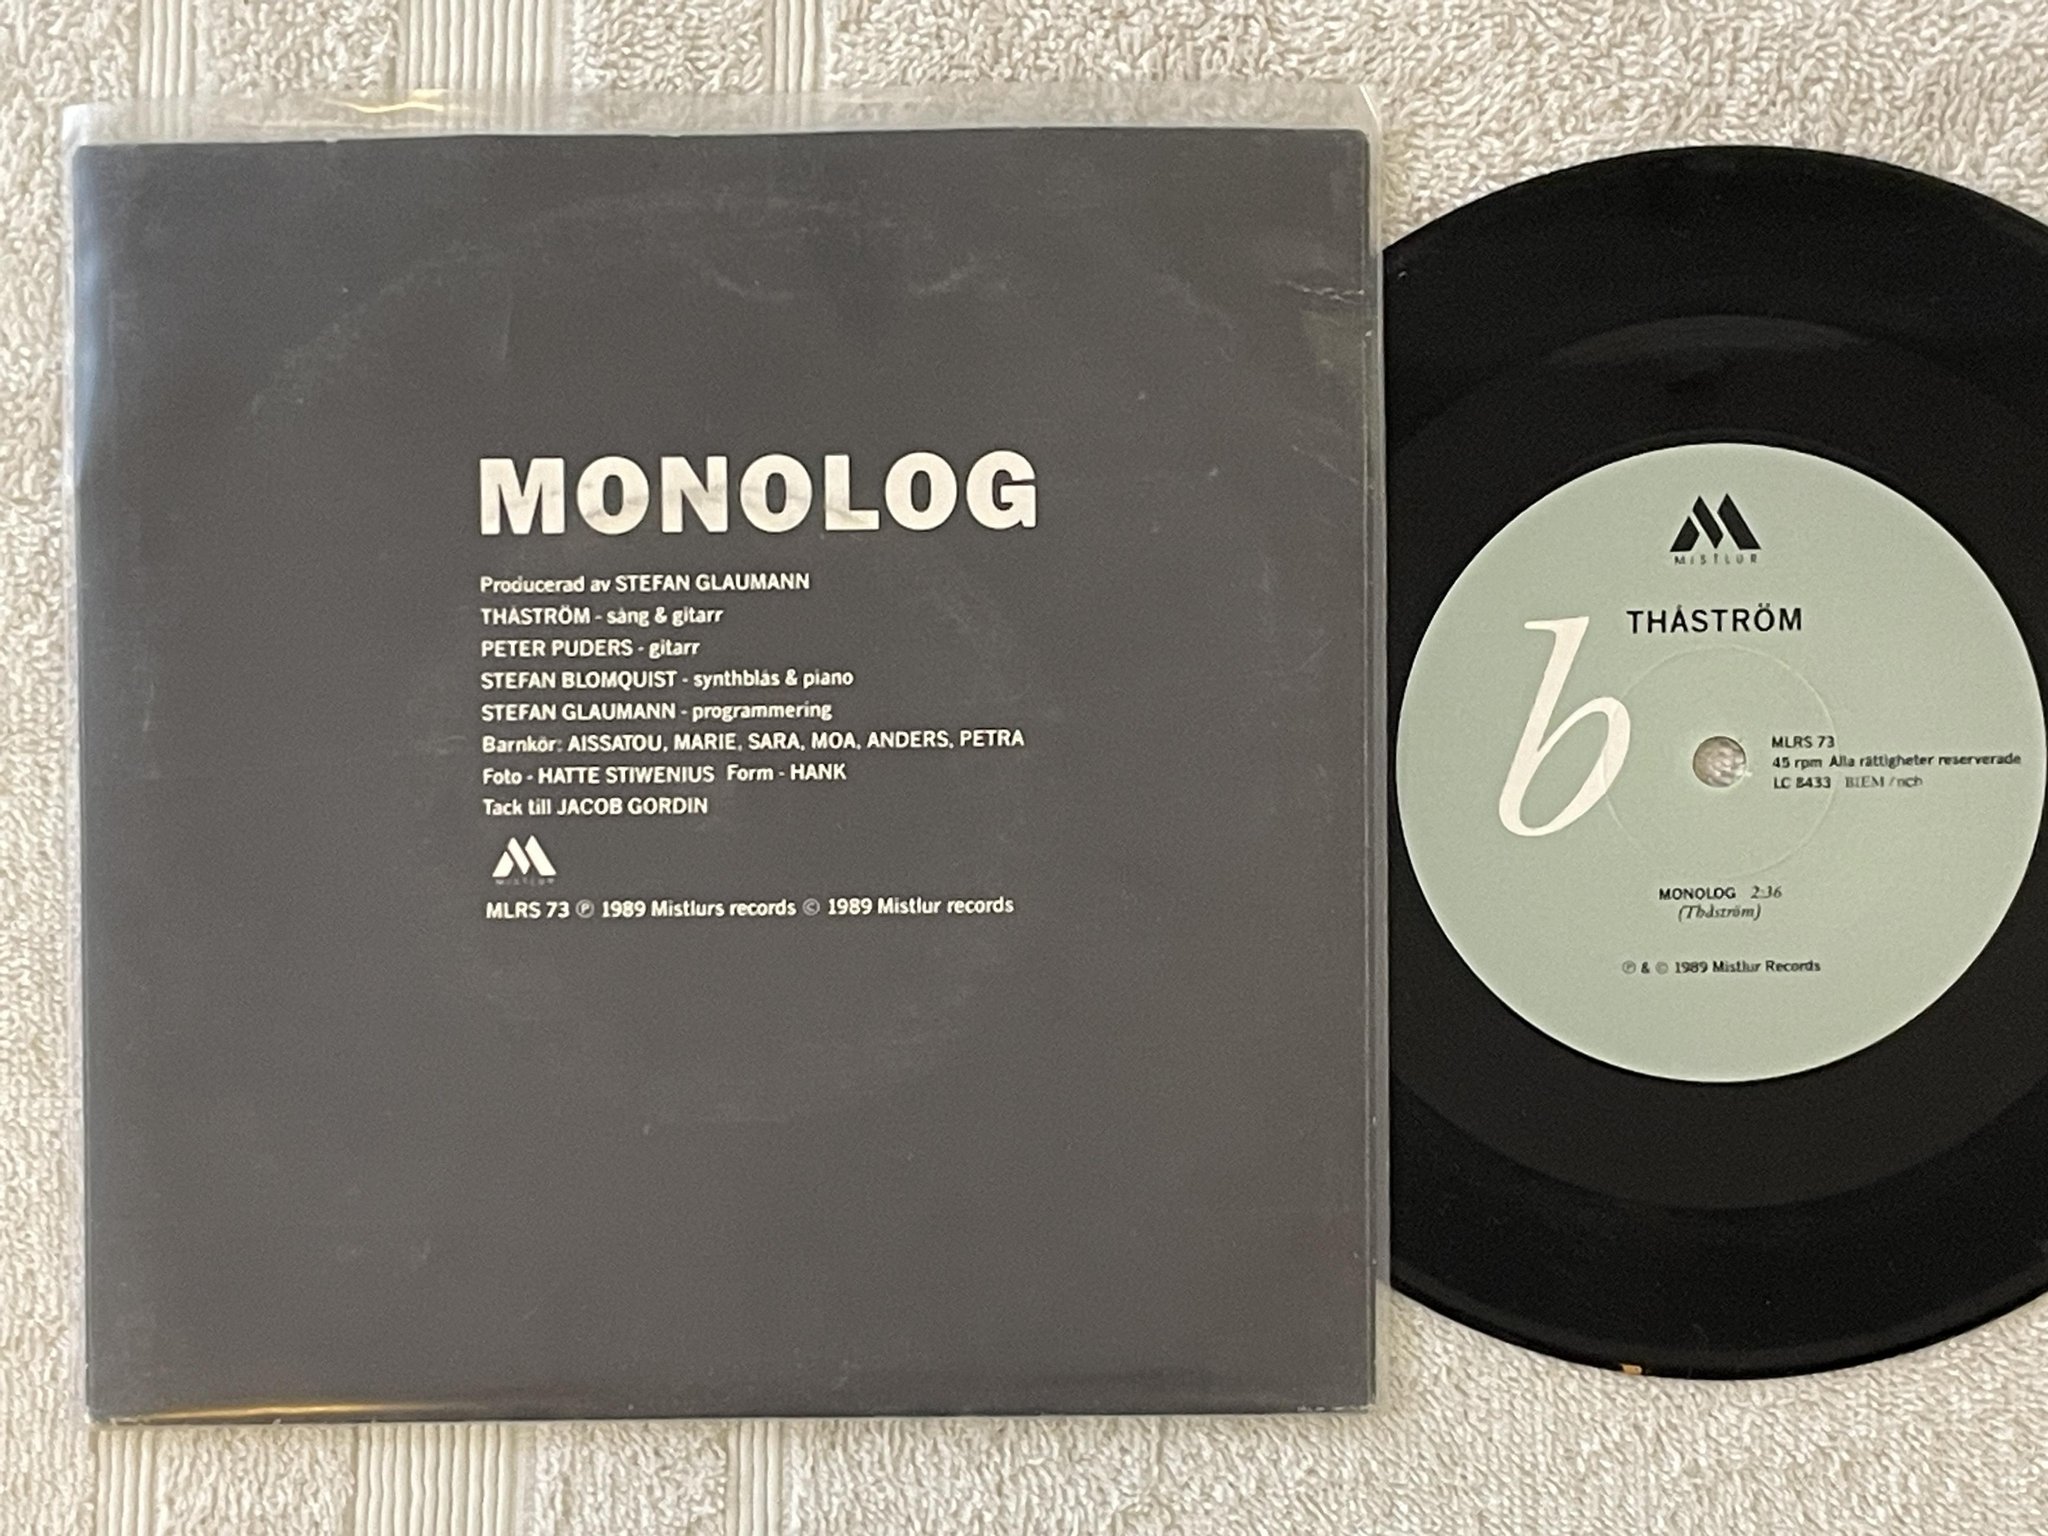 MONOLOG
Producerad av STEFAN GLAUMANN
THÅSTRÖM - sång & gitarr
PETER PUDERS - gitarr
STEFAN BLOMQUIST - synthblås & piano
STEFAN GLAUMANN - programmering
Barnkör: AISSATOU, MARIE, SARA, MOA, ANDERS, PETRA
Foto - HATTE STIWENIUS Form - HANK
Tack till JACOB GORDIN
MISTLUR
MLRS 73 ℗ 1989 Mistlurs records © 1989 Mistlur records
MISTLUR
THÅSTRÖM
b
MLRS 73
45 rpm Alla rättigheter reserverade
LC 8433 BIEM / ncb
MONOLOG 2:36
(Thåström)
℗ & © 1989 Mistlur Records